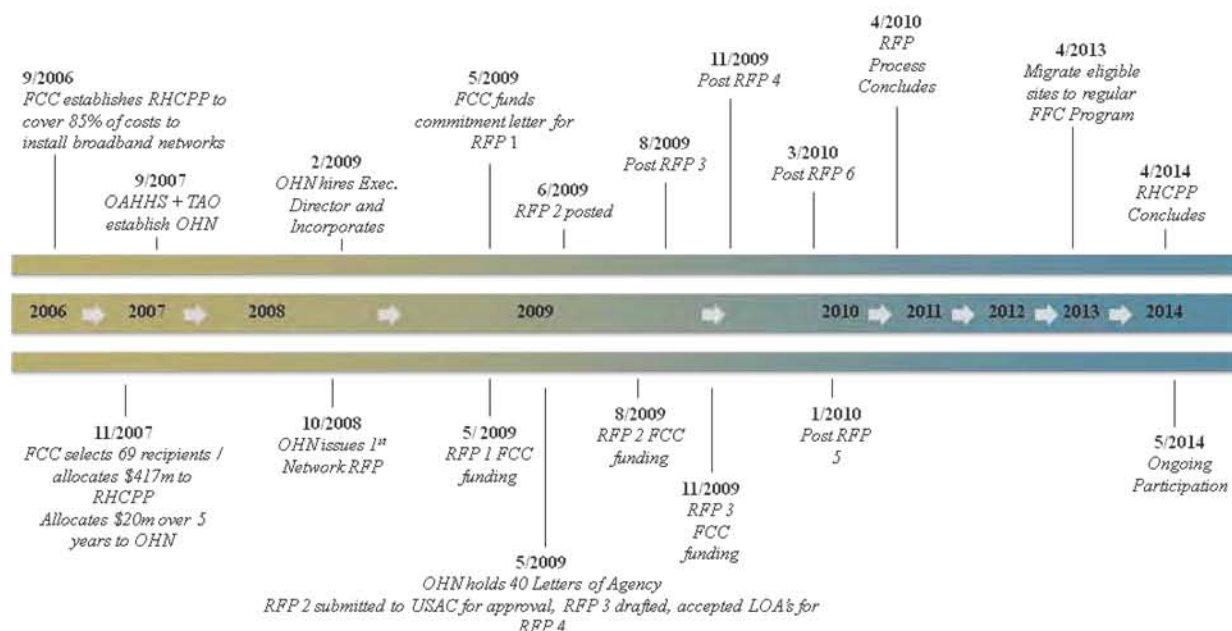 9/2006
FCC establishes RHCPP to
cover 85% of costs to
install broadband networks
9/2007
OAHHS + TAO
establish OHN
2/2009
OHN hires Exec.
Director and
Incorporates
5/2009
FCC funds
commitment letter for
RFP 1
6/2009
RFP 2 posted
8/2009
Post RFP 3
11/2009
Post RFP 4
3/2010
Post RFP 6
4/2010
RFP
Process
Concludes
4/2013
Migrate eligible
sites to regular
FFC Program
4/2014
RHCPP
Concludes
2006 2007 2008 2009 2010 2011 2012 2013 2014
11/2007
FCC selects 69 recipients /
allocates $417m to
RHCPP
Allocates $20m over 5
years to OHN
10/2008
OHN issues 1st
Network RFP
5/ 2009
RFP 1 FCC
funding
5/2009
OHN holds 40 Letters of Agency
RFP 2 submitted to USAC for approval, RFP 3 drafted, accepted LOA's for
RFP 4
8/2009
RFP 2 FCC
funding
11/2009
RFP 3
FCC
funding
1/2010
Post RFP
5
5/2014
Ongoing
Participation